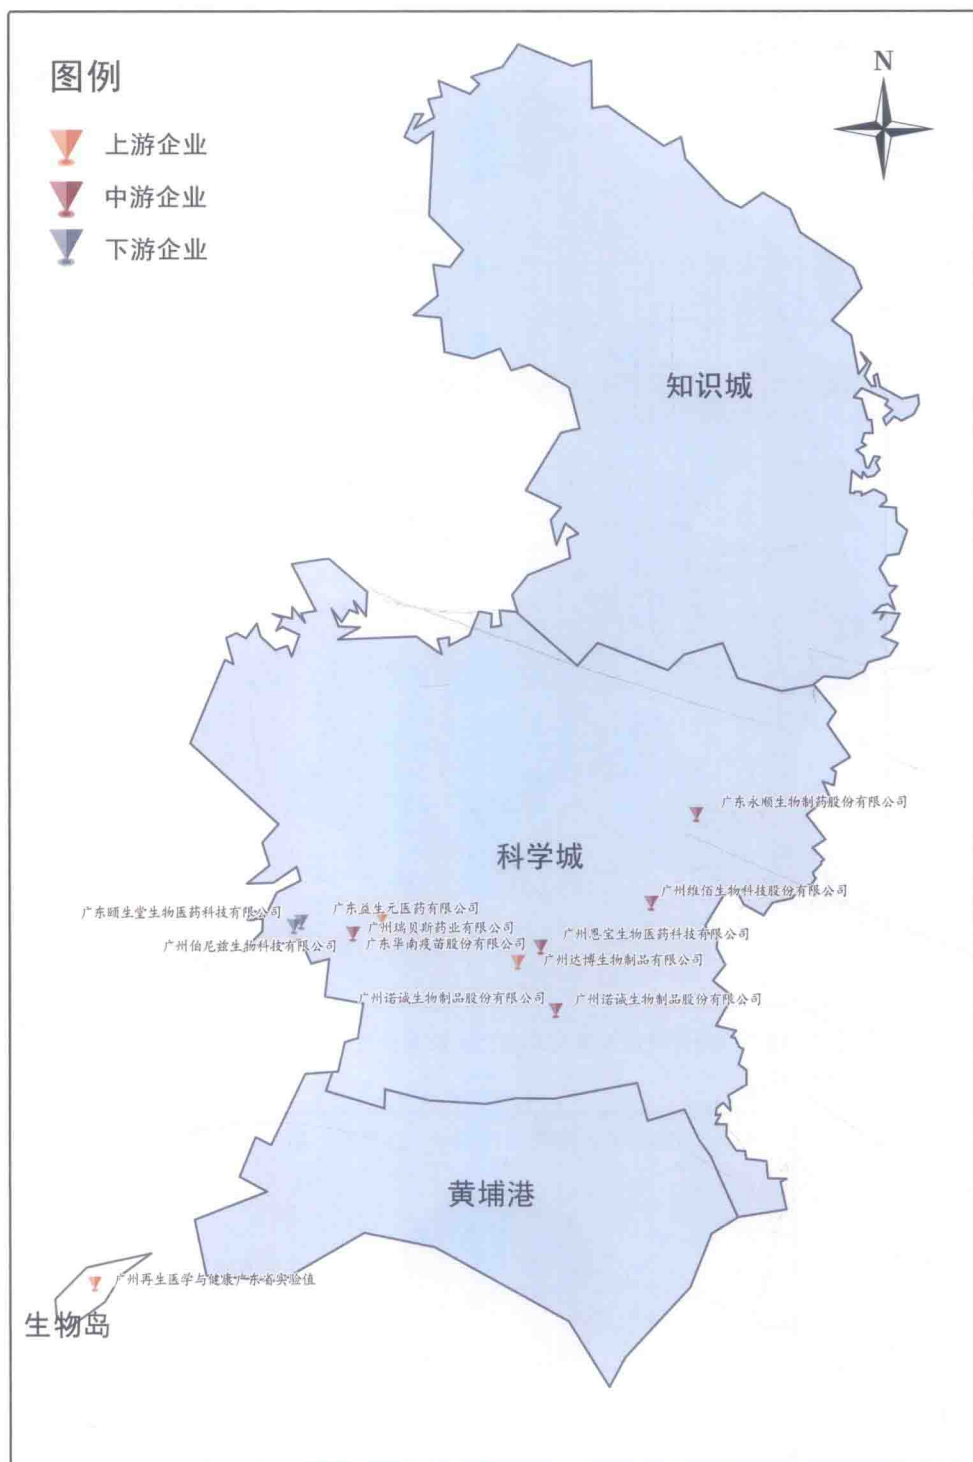 图例
N
上游企业
中游企业
下游企业
知识城
广东永顺生物制药股份有限公司
科学城
广州维佰生物科技股份有限公司
广东颐生堂生物医药科技有限公司
广东益生元医药有限公司
广州瑞贝斯药业有限公司
广州伯尼兹生物科技有限公司
广东华南疫苗股份有限公司
广州恩宝生物医药科技有限公司
广州达博生物制品有限公司
广州诺诚生物制品股份有限公司
广州诺诚生物制品股份有限公司
黄埔港
广州再生医学与健康广东省实验值
生物岛